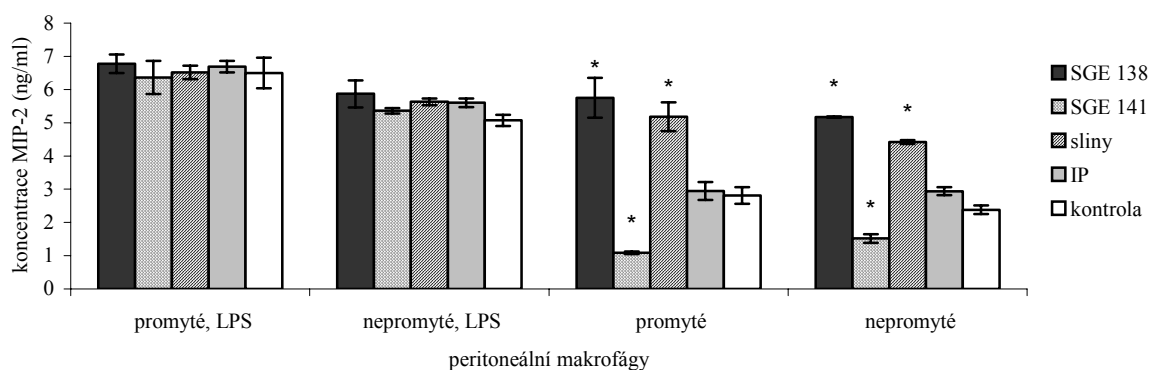 koncentrace MIP-2 (ng/ml)
8
7
6
5
4
3
2
1
0
* * * *
* *
promyté, LPS nepromyté, LPS promyté nepromyté
peritoneální makrofágy
SGE 138
SGE 141
sliny
IP
kontrola